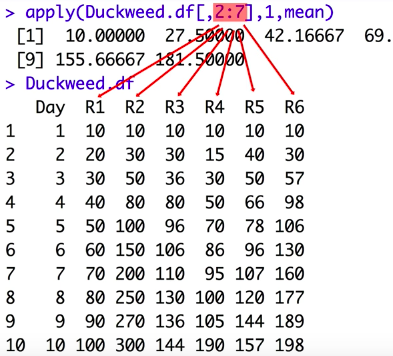 > apply(Duckweed.df[,2:7],1,mean)
[1] 10.00000 27.50000 42.16667 69.
[9] 155.66667 181.50000
> Duckweed.df
Day R1 R2 R3 R4 R5 R6
1 1 10 10 10 10 10 10
2 2 20 30 30 15 40 30
3 3 30 50 36 30 50 57
4 4 40 80 80 50 66 98
5 5 50 100 96 70 78 106
6 6 60 150 106 86 96 130
7 7 70 200 110 95 107 160
8 8 80 250 130 100 120 177
9 9 90 270 136 105 144 189
10 10 100 300 144 190 157 198